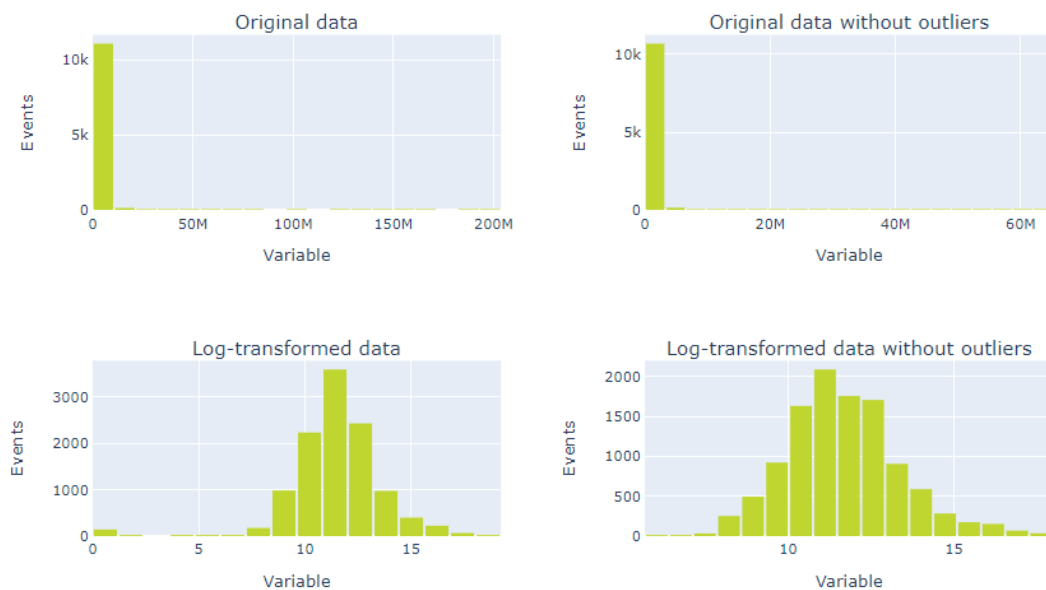 Original data
Original data without outliers
10k
5k
0
Events
0 50M 100M 150M 200M
Variable
10k
5k
0
Events
0 20M 40M 60M
Variable
Log-transformed data
Log-transformed data without outliers
3000
2000
1000
0
Events
0 5 10 15
Variable
2000
1500
1000
500
0
Events
10 15
Variable